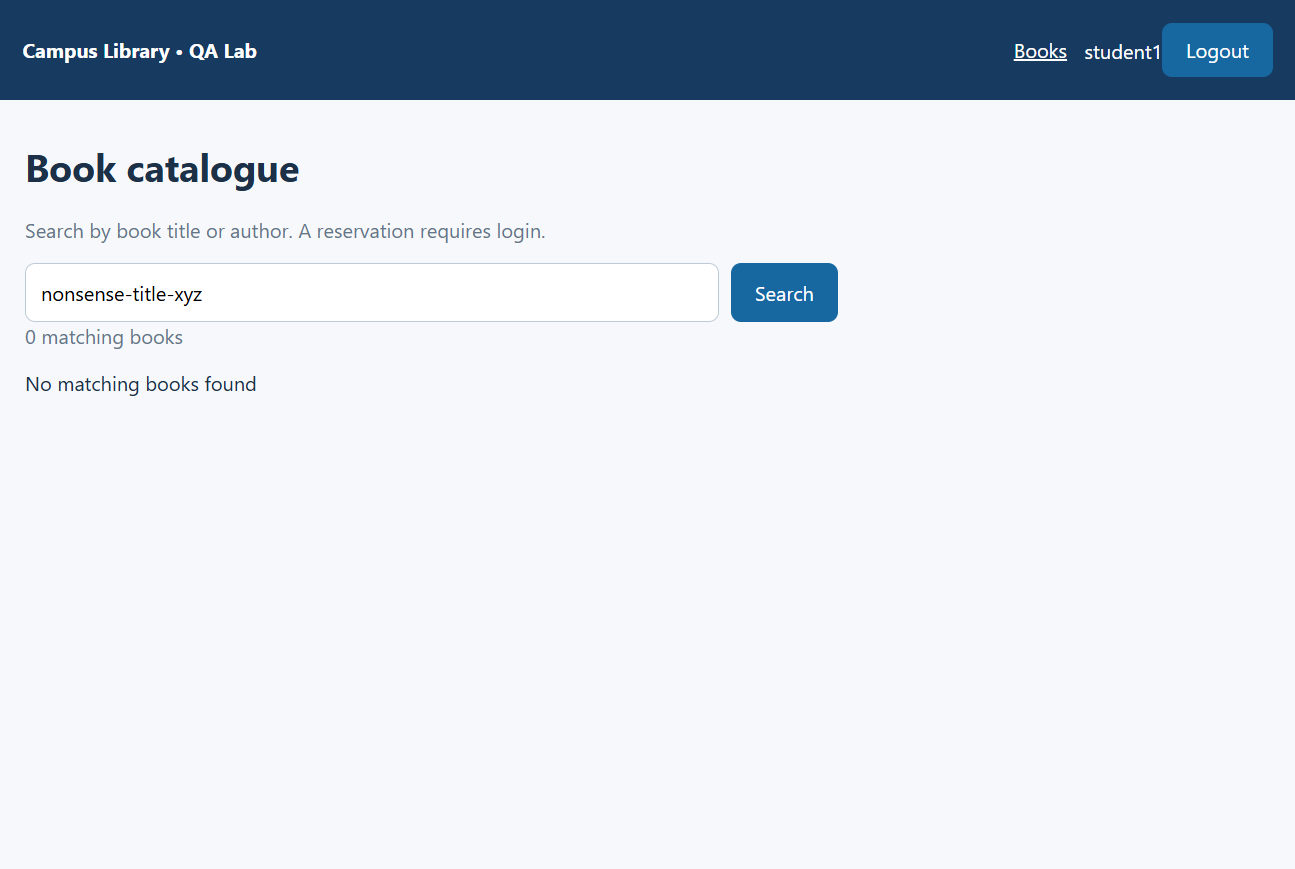 Campus Library • QA Lab
Books student1 Logout
Book catalogue
Search by book title or author. A reservation requires login.
nonsense-title-xyz Search
0 matching books
No matching books found